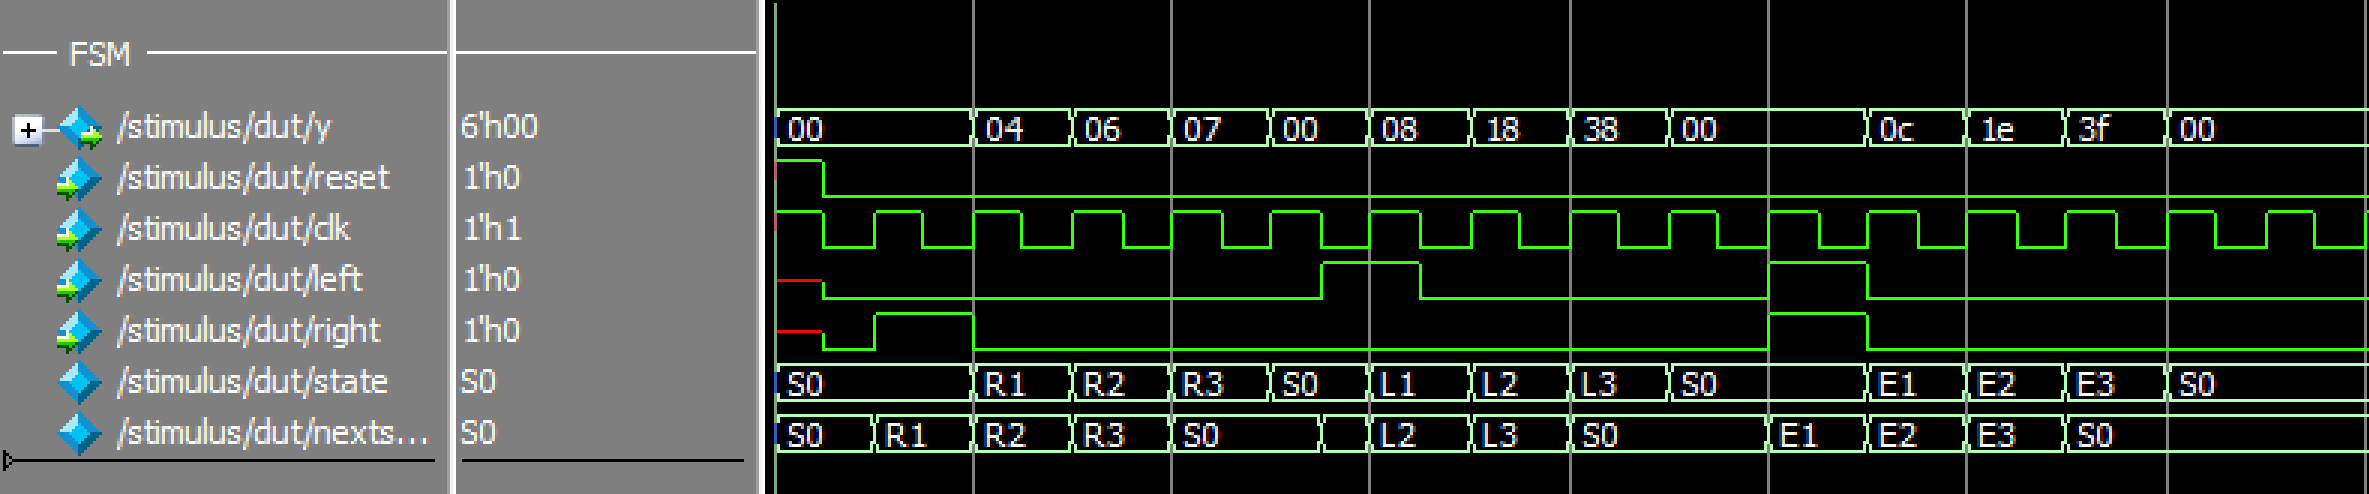 FSM
/stimulus/dut/y 6'h00 00 04 06 07 00 08 18 38 00 0c 1e 3f 00
/stimulus/dut/reset 1'h0
/stimulus/dut/clk 1'h1
/stimulus/dut/left 1'h0
/stimulus/dut/right 1'h0
/stimulus/dut/state S0 S0 R1 R2 R3 S0 L1 L2 L3 S0 E1 E2 E3 S0
/stimulus/dut/nexts... S0 S0 R1 R2 R3 S0 L2 L3 S0 E1 E2 E3 S0